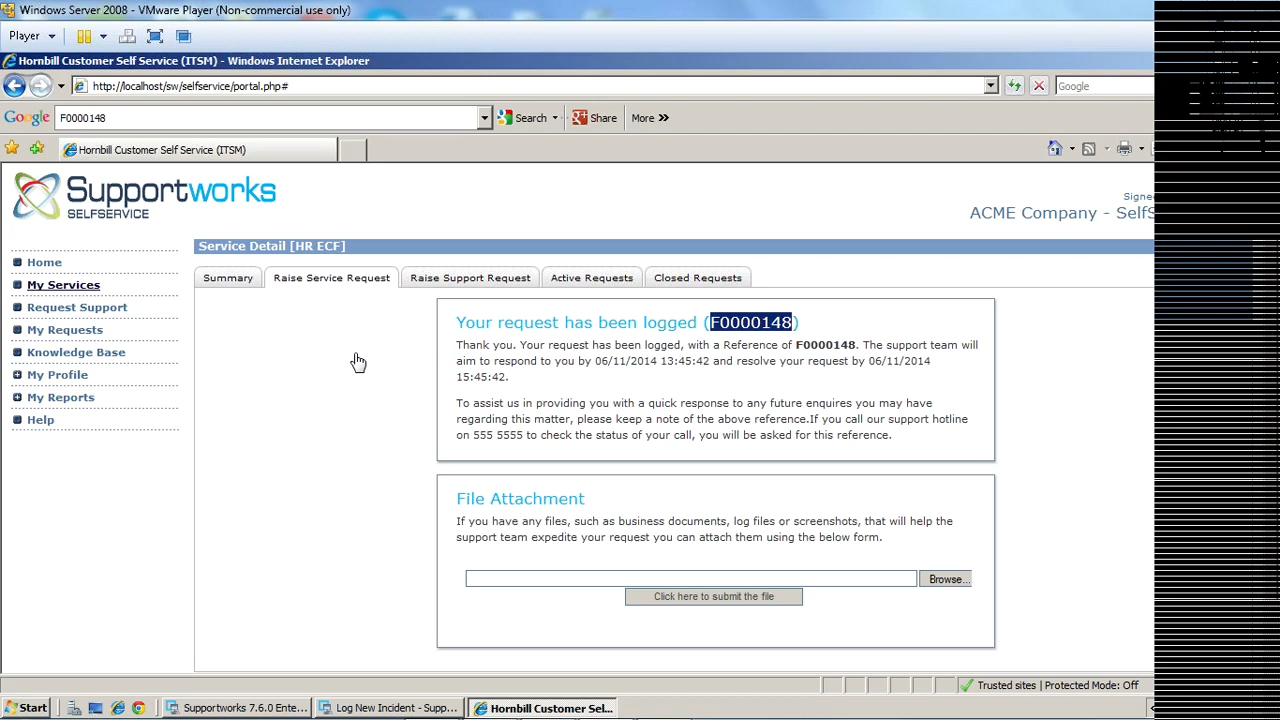 Windows Server 2008 - VMware Player (Non-commercial use only)
Player
Hornbill Customer Self Service (ITSM) - Windows Internet Explorer
http://localhost/sw/selfservice/portal.php#
Google
Google
F0000148
Search
Share
More
Hornbill Customer Self Service (ITSM)
Supportworks
SELFSERVICE
ACME Company -
Service Detail [HR ECF]
Summary
Raise Service Request
Raise Support Request
Active Requests
Closed Requests
Home
My Services
Request Support
My Requests
Knowledge Base
My Profile
My Reports
Help
Your request has been logged (F0000148)
Thank you. Your request has been logged, with a Reference of F0000148. The support team will
aim to respond to you by 06/11/2014 13:45:42 and resolve your request by 06/11/2014
15:45:42.
To assist us in providing you with a quick response to any future enquires you may have
regarding this matter, please keep a note of the above reference.If you call our support hotline
on 555 5555 to check the status of your call, you will be asked for this reference.
File Attachment
If you have any files, such as business documents, log files or screenshots, that will help the
support team expedite your request you can attach them using the below form.
Browse...
Click here to submit the file
Trusted sites | Protected Mode: Off
Start
Supportworks 7.6.0 Ente...
Log New Incident - Supp...
Hornbill Customer Sel...